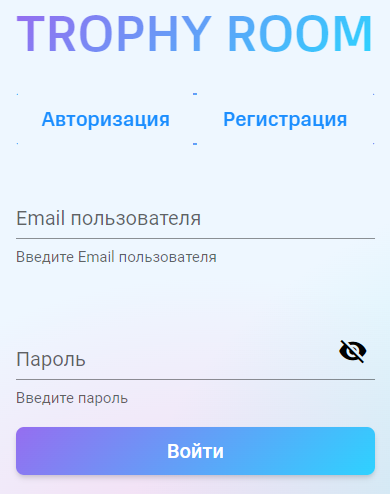 TROPHY ROOM
Авторизация Регистрация
Email пользователя
Введите Email пользователя
Пароль
Введите пароль
Войти